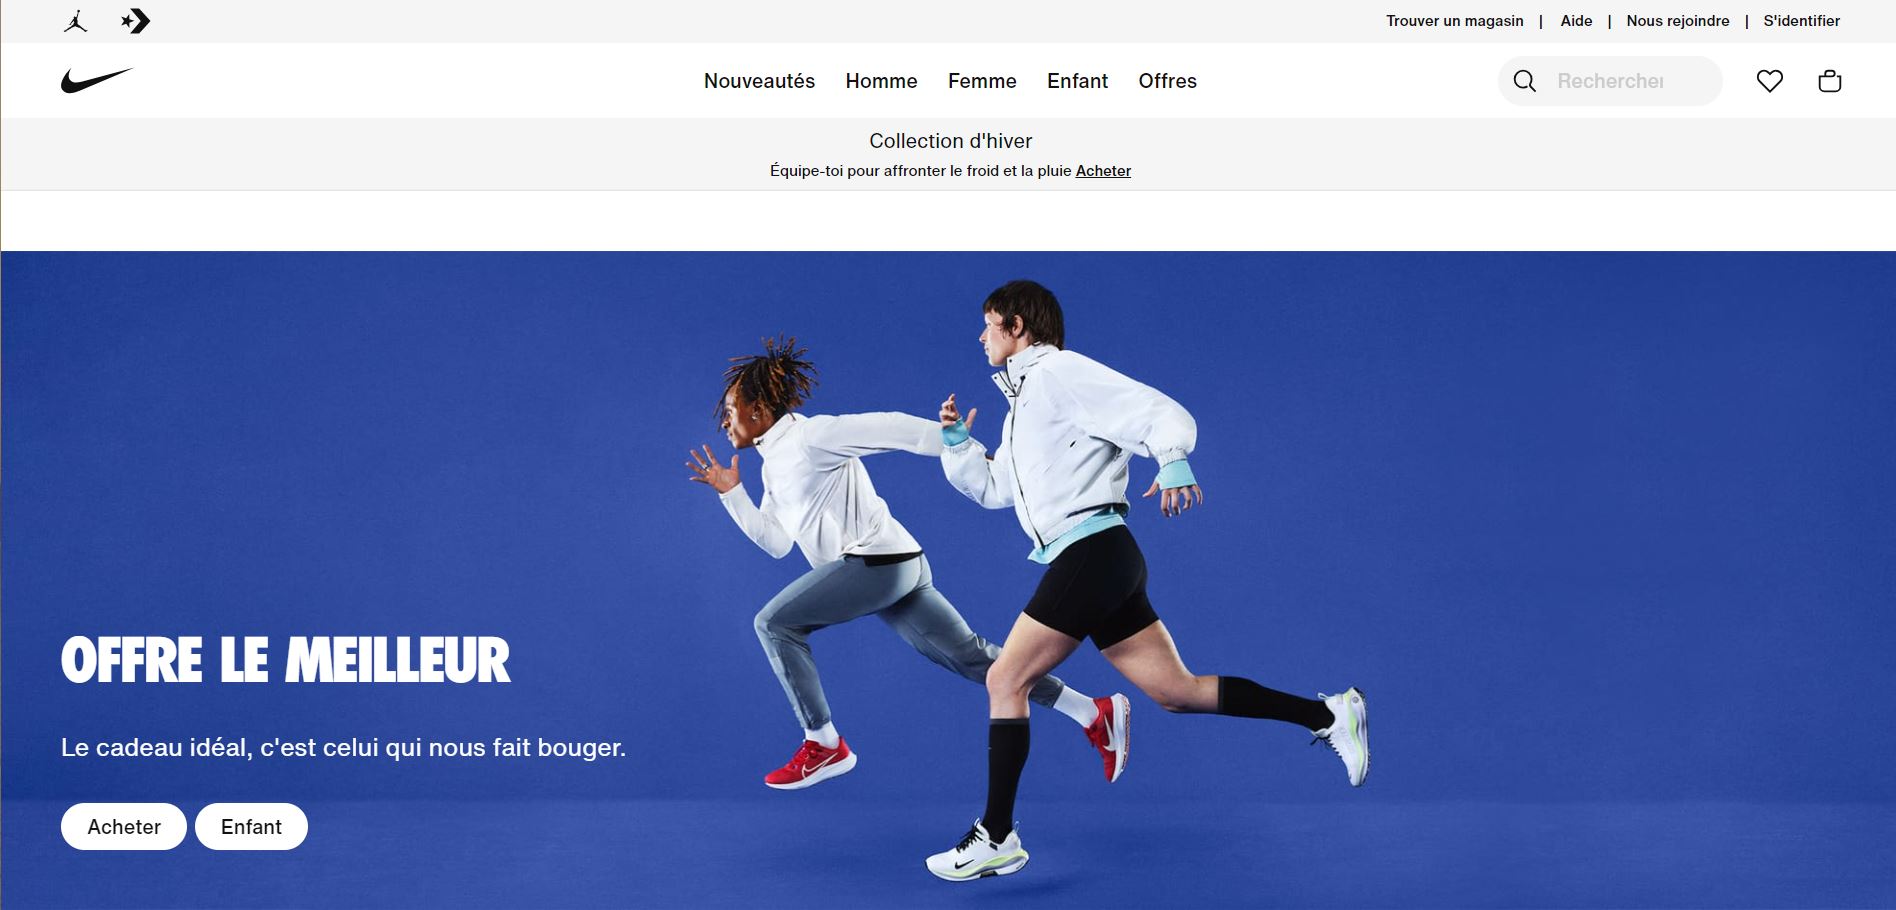 Trouver un magasin | Aide | Nous rejoindre | S'identifier
Nouveautés Homme Femme Enfant Offres Rechercher
Collection d'hiver
Équipe-toi pour affronter le froid et la pluie Acheter
OFFRE LE MEILLEUR
Le cadeau idéal, c'est celui qui nous fait bouger.
Acheter Enfant